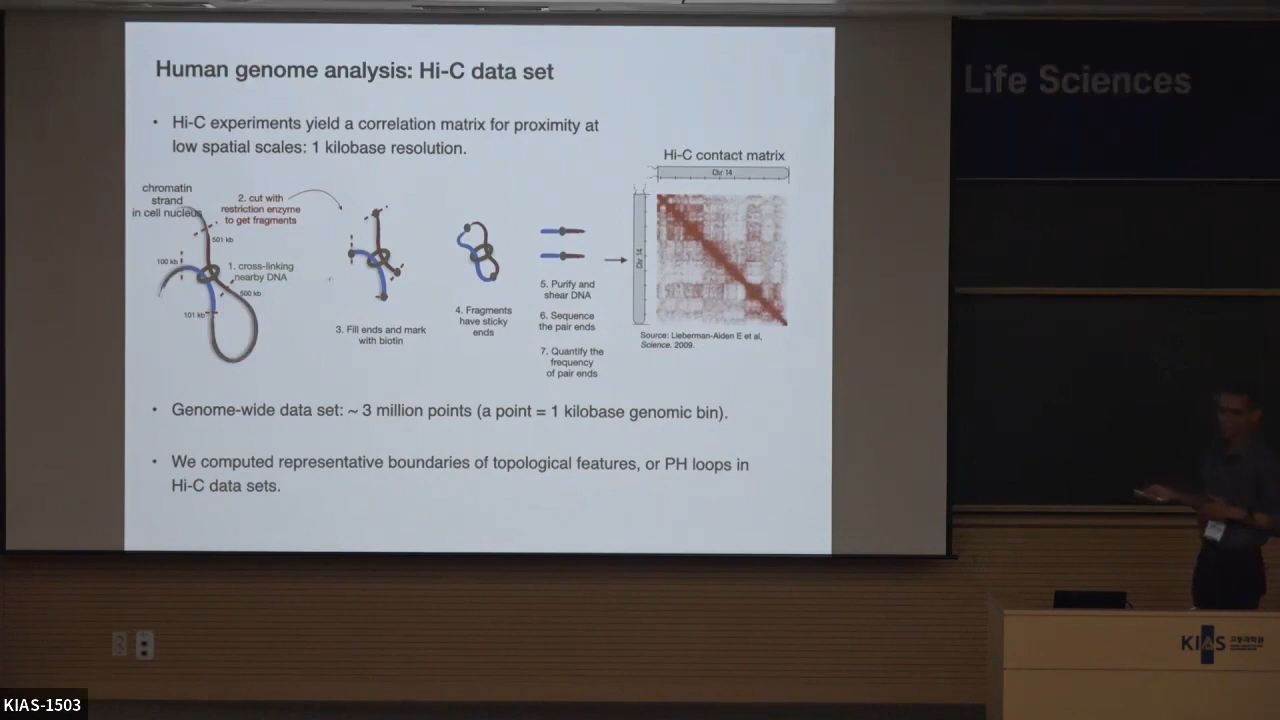 Human genome analysis: Hi-C data set
• Hi-C experiments yield a correlation matrix for proximity at
low spatial scales: 1 kilobase resolution.
chromatin
strand
in cell nucleus
2. cut with
restriction enzyme
to get fragments
501 kb
100 kb
1. cross-linking
nearby DNA
500 kb
101 kb
3. Fill ends and mark
with biotin
4. Fragments
have sticky
ends
5. Purify and
shear DNA
6. Sequence
the pair ends
7. Quantify the
frequency
of pair ends
Hi-C contact matrix
Chr 14
Chr 14
Source: Lieberman-Aiden E et al,
Science. 2009.
• Genome-wide data set: ~ 3 million points (a point = 1 kilobase genomic bin).
• We computed representative boundaries of topological features, or PH loops in
Hi-C data sets.
Life Sciences
KIAS
고등과학원
KIAS-1503